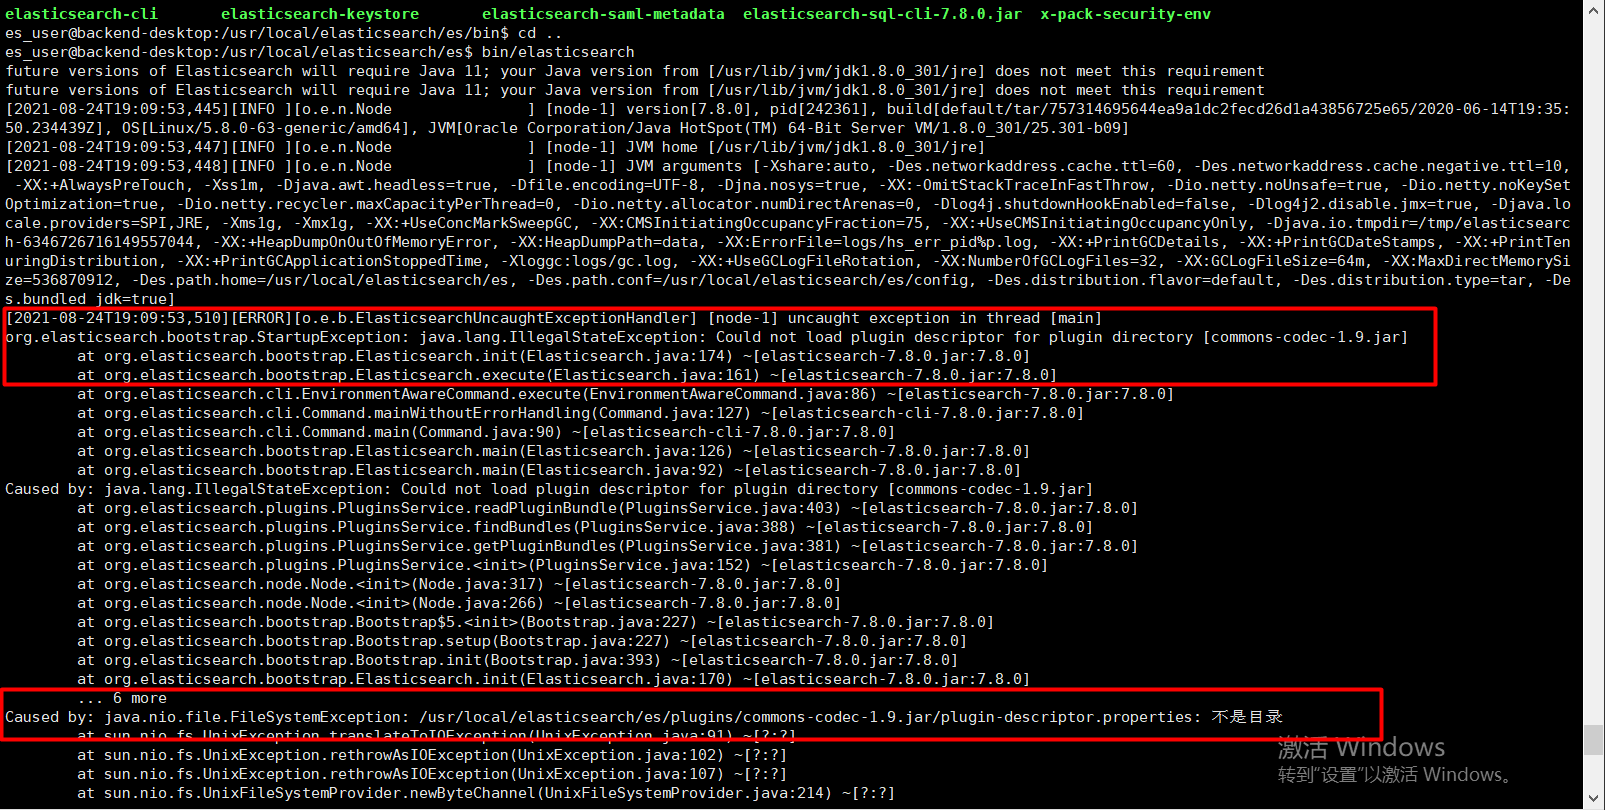 elasticsearch-cli       elasticsearch-keystore       elasticsearch-saml-metadata  elasticsearch-sql-cli-7.8.0.jar  x-pack-security-env
es_user@backend-desktop:/usr/local/elasticsearch/es/bin$ cd ..
es_user@backend-desktop:/usr/local/elasticsearch/es$ bin/elasticsearch
future versions of Elasticsearch will require Java 11; your Java version from [/usr/lib/jvm/jdk1.8.0_301/jre] does not meet this requirement
future versions of Elasticsearch will require Java 11; your Java version from [/usr/lib/jvm/jdk1.8.0_301/jre] does not meet this requirement
[2021-08-24T19:09:53,445][INFO ][o.e.n.Node               ] [node-1] version[7.8.0], pid[242361], build[default/tar/757314695644ea9a1dc2fecd26d1a43856725e65/2020-06-14T19:35:
50.234439Z], OS[Linux/5.8.0-63-generic/amd64], JVM[Oracle Corporation/Java HotSpot(TM) 64-Bit Server VM/1.8.0_301/25.301-b09]
[2021-08-24T19:09:53,447][INFO ][o.e.n.Node               ] [node-1] JVM home [/usr/lib/jvm/jdk1.8.0_301/jre]
[2021-08-24T19:09:53,448][INFO ][o.e.n.Node               ] [node-1] JVM arguments [-Xshare:auto, -Des.networkaddress.cache.ttl=60, -Des.networkaddress.cache.negative.ttl=10,
 -XX:+AlwaysPreTouch, -Xss1m, -Djava.awt.headless=true, -Dfile.encoding=UTF-8, -Djna.nosys=true, -XX:-OmitStackTraceInFastThrow, -Dio.netty.noUnsafe=true, -Dio.netty.noKeySet
Optimization=true, -Dio.netty.recycler.maxCapacityPerThread=0, -Dio.netty.allocator.numDirectArenas=0, -Dlog4j.shutdownHookEnabled=false, -Dlog4j2.disable.jmx=true, -Djava.lo
cale.providers=SPI,JRE, -Xms1g, -Xmx1g, -XX:+UseConcMarkSweepGC, -XX:CMSInitiatingOccupancyFraction=75, -XX:+UseCMSInitiatingOccupancyOnly, -Djava.io.tmpdir=/tmp/elasticsearc
h-6346726716149557044, -XX:+HeapDumpOnOutOfMemoryError, -XX:HeapDumpPath=data, -XX:ErrorFile=logs/hs_err_pid%p.log, -XX:+PrintGCDetails, -XX:+PrintGCDateStamps, -XX:+PrintTen
uringDistribution, -XX:+PrintGCApplicationStoppedTime, -Xloggc:logs/gc.log, -XX:+UseGCLogFileRotation, -XX:NumberOfGCLogFiles=32, -XX:GCLogFileSize=64m, -XX:MaxDirectMemorySi
ze=536870912, -Des.path.home=/usr/local/elasticsearch/es, -Des.path.conf=/usr/local/elasticsearch/es/config, -Des.distribution.flavor=default, -Des.distribution.type=tar, -De
s.bundled_jdk=true]
[2021-08-24T19:09:53,510][ERROR][o.e.b.ElasticsearchUncaughtExceptionHandler] [node-1] uncaught exception in thread [main]
org.elasticsearch.bootstrap.StartupException: java.lang.IllegalStateException: Could not load plugin descriptor for plugin directory [commons-codec-1.9.jar]
        at org.elasticsearch.bootstrap.Elasticsearch.init(Elasticsearch.java:174) ~[elasticsearch-7.8.0.jar:7.8.0]
        at org.elasticsearch.bootstrap.Elasticsearch.execute(Elasticsearch.java:161) ~[elasticsearch-7.8.0.jar:7.8.0]
        at org.elasticsearch.cli.EnvironmentAwareCommand.execute(EnvironmentAwareCommand.java:86) ~[elasticsearch-7.8.0.jar:7.8.0]
        at org.elasticsearch.cli.Command.mainWithoutErrorHandling(Command.java:127) ~[elasticsearch-cli-7.8.0.jar:7.8.0]
        at org.elasticsearch.cli.Command.main(Command.java:90) ~[elasticsearch-cli-7.8.0.jar:7.8.0]
        at org.elasticsearch.bootstrap.Elasticsearch.main(Elasticsearch.java:126) ~[elasticsearch-7.8.0.jar:7.8.0]
        at org.elasticsearch.bootstrap.Elasticsearch.main(Elasticsearch.java:92) ~[elasticsearch-7.8.0.jar:7.8.0]
Caused by: java.lang.IllegalStateException: Could not load plugin descriptor for plugin directory [commons-codec-1.9.jar]
        at org.elasticsearch.plugins.PluginsService.readPluginBundle(PluginsService.java:403) ~[elasticsearch-7.8.0.jar:7.8.0]
        at org.elasticsearch.plugins.PluginsService.findBundles(PluginsService.java:388) ~[elasticsearch-7.8.0.jar:7.8.0]
        at org.elasticsearch.plugins.PluginsService.getPluginBundles(PluginsService.java:381) ~[elasticsearch-7.8.0.jar:7.8.0]
        at org.elasticsearch.plugins.PluginsService.<init>(PluginsService.java:152) ~[elasticsearch-7.8.0.jar:7.8.0]
        at org.elasticsearch.node.Node.<init>(Node.java:317) ~[elasticsearch-7.8.0.jar:7.8.0]
        at org.elasticsearch.node.Node.<init>(Node.java:266) ~[elasticsearch-7.8.0.jar:7.8.0]
        at org.elasticsearch.bootstrap.Bootstrap$5.<init>(Bootstrap.java:227) ~[elasticsearch-7.8.0.jar:7.8.0]
        at org.elasticsearch.bootstrap.Bootstrap.setup(Bootstrap.java:227) ~[elasticsearch-7.8.0.jar:7.8.0]
        at org.elasticsearch.bootstrap.Bootstrap.init(Bootstrap.java:393) ~[elasticsearch-7.8.0.jar:7.8.0]
        at org.elasticsearch.bootstrap.Elasticsearch.init(Elasticsearch.java:170) ~[elasticsearch-7.8.0.jar:7.8.0]
        ... 6 more
Caused by: java.nio.file.FileSystemException: /usr/local/elasticsearch/es/plugins/commons-codec-1.9.jar/plugin-descriptor.properties: 不是目录
        at sun.nio.fs.UnixException.translateToIOException(UnixException.java:91) ~[?:?]
        at sun.nio.fs.UnixException.rethrowAsIOException(UnixException.java:102) ~[?:?]
        at sun.nio.fs.UnixException.rethrowAsIOException(UnixException.java:107) ~[?:?]
        at sun.nio.fs.UnixFileSystemProvider.newByteChannel(UnixFileSystemProvider.java:214) ~[?:?]
激活 Windows
转到"设置"以激活 Windows。